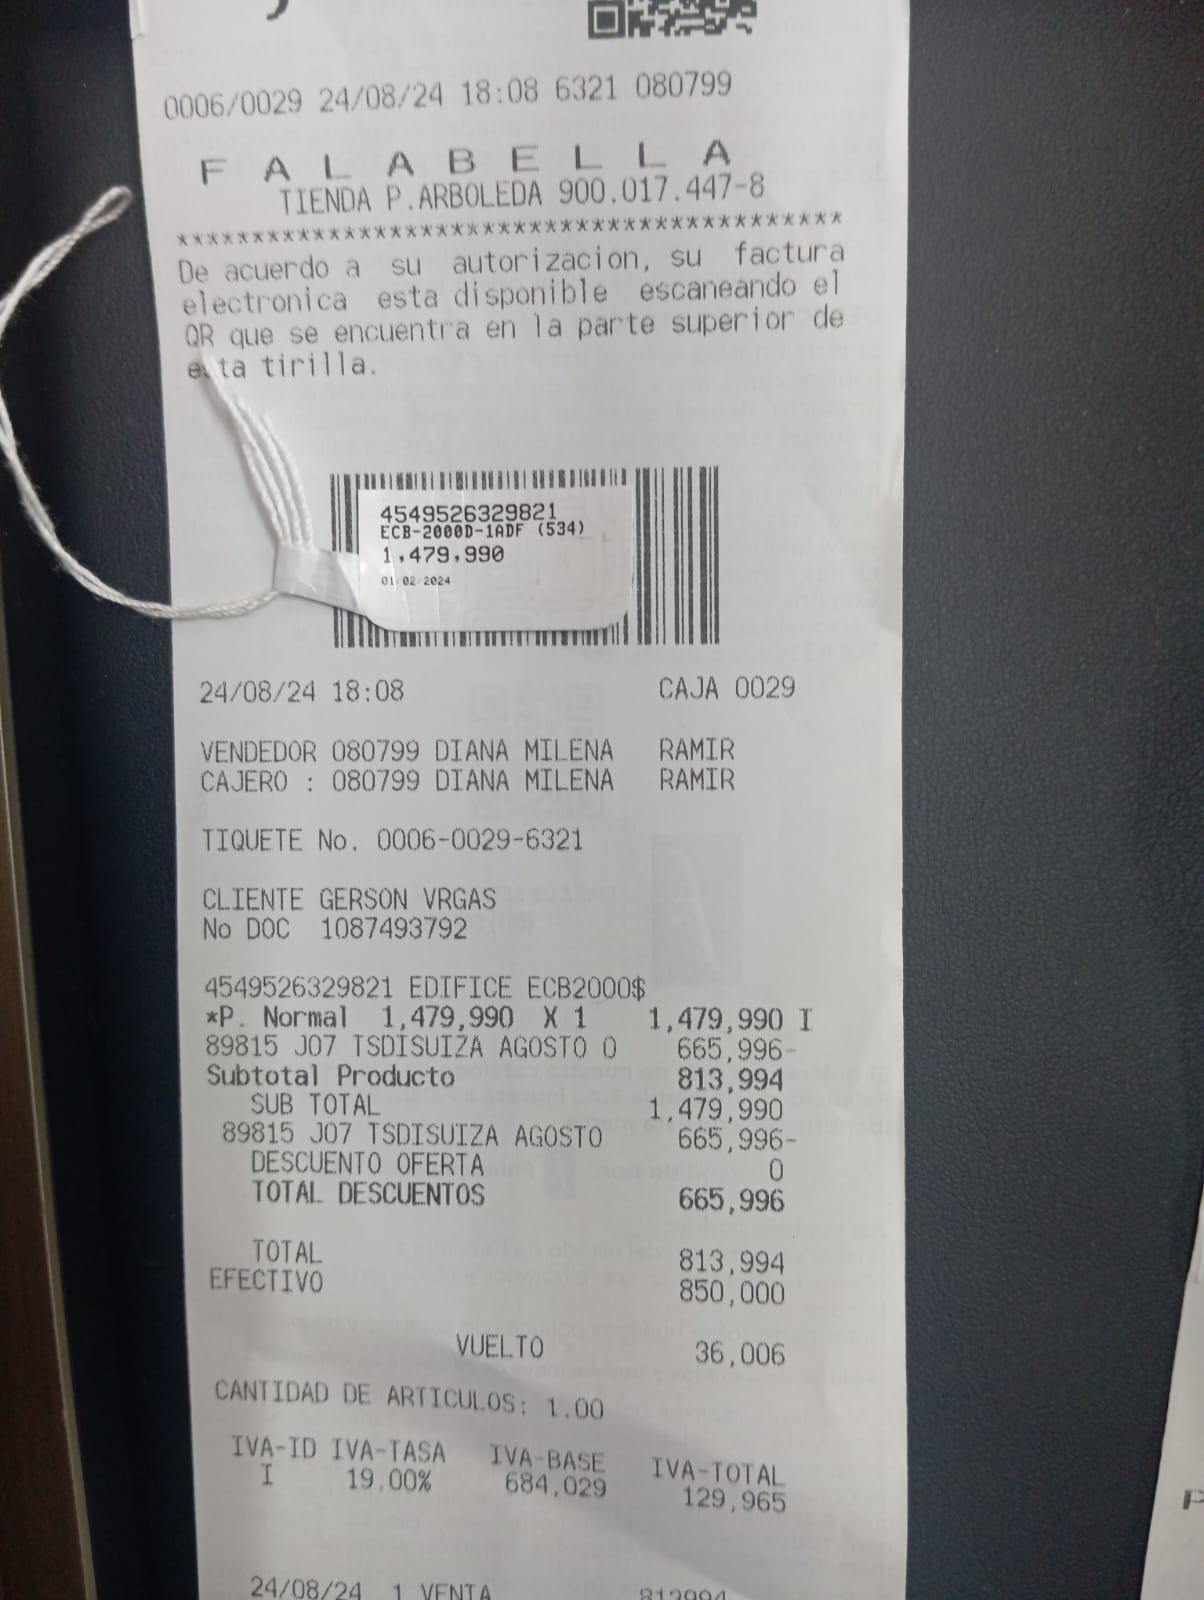 0006/0029 24/08/24 18:08 6321 080799
F A L A B E L L A
TIENDA P.ARBOLEDA 900.017.447-8
********************************************
De acuerdo a su autorizacion, su factura
electronica esta disponible escaneando el
QR que se encuentra en la parte superior de
esta tirilla.
4549526329821
ECB-2000D-1ADF (534)
1,479,990
01/02/2024
24/08/24 18:08 CAJA 0029
VENDEDOR 080799 DIANA MILENA RAMIR
CAJERO : 080799 DIANA MILENA RAMIR
TIQUETE No. 0006-0029-6321
CLIENTE GERSON VRGAS
No DOC 1087493792
4549526329821 EDIFICE ECB2000$
*P. Normal 1,479,990 X 1 1,479,990 I
89815 J07 TSDISUIZA AGOSTO 0 665,996-
Subtotal Producto 813,994
SUB TOTAL 1,479,990
89815 J07 TSDISUIZA AGOSTO 665,996-
DESCUENTO OFERTA 0
TOTAL DESCUENTOS 665,996
TOTAL 813,994
EFECTIVO 850,000
VUELTO 36,006
CANTIDAD DE ARTICULOS: 1.00
IVA-ID IVA-TASA IVA-BASE IVA-TOTAL
I 19.00% 684,029 129,965
24/08/24 1 VENTA 813994